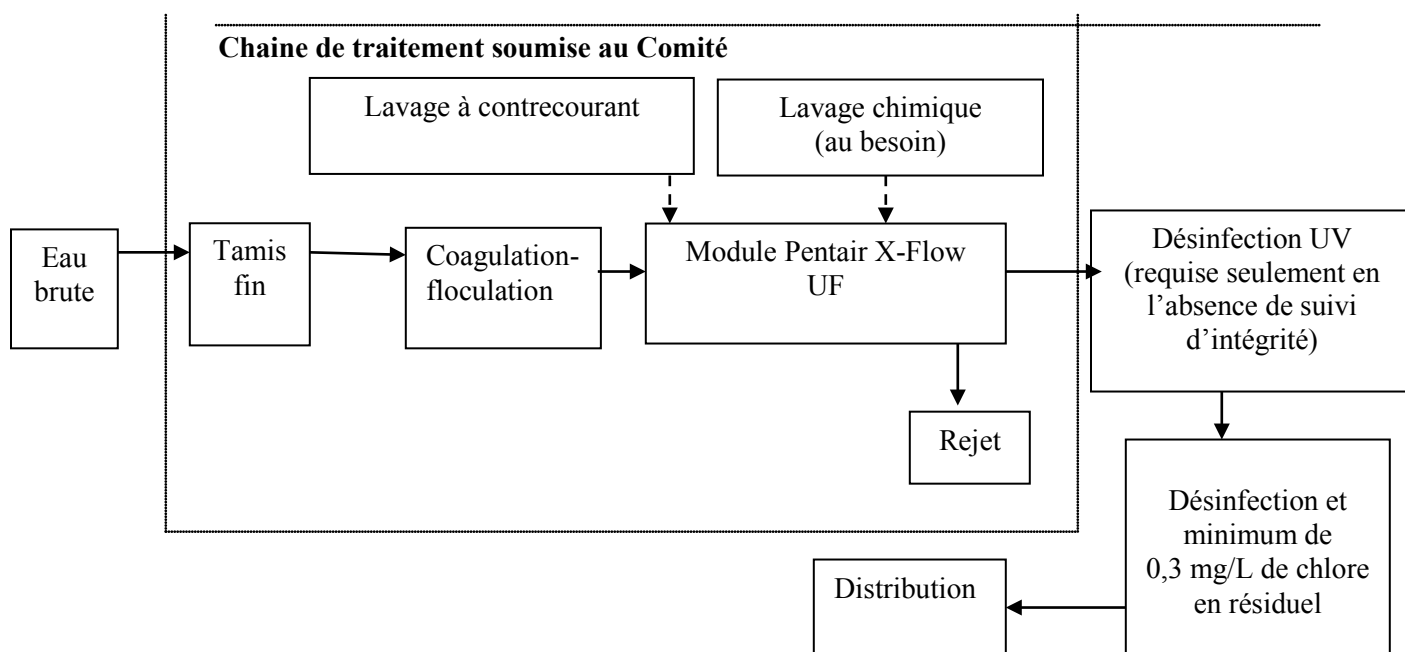 Chaine de traitement soumise au Comité
Lavage à contrecourant
Lavage chimique
(au besoin)
Eau
brute
Tamis
fin
Coagulation-
floculation
Module Pentair X-Flow
UF
Désinfection UV
(requise seulement en
l’absence de suivi
d’intégrité)
Rejet
Désinfection et
minimum de
0,3 mg/L de chlore
en résiduel
Distribution